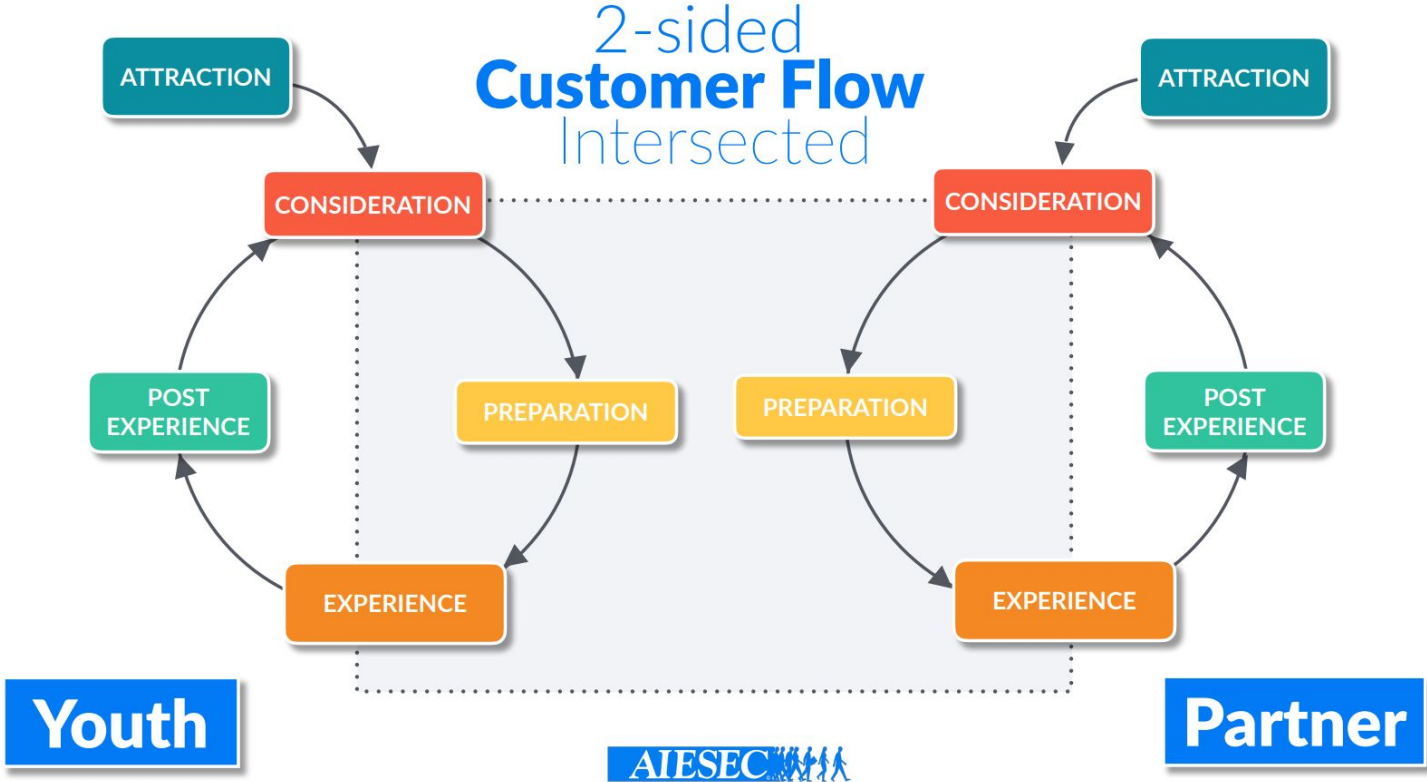 2-sided
Customer Flow
Intersected
ATTRACTION
ATTRACTION
CONSIDERATION
CONSIDERATION
POST
EXPERIENCE
PREPARATION
PREPARATION
POST
EXPERIENCE
EXPERIENCE
EXPERIENCE
Youth
Partner
AIESEC